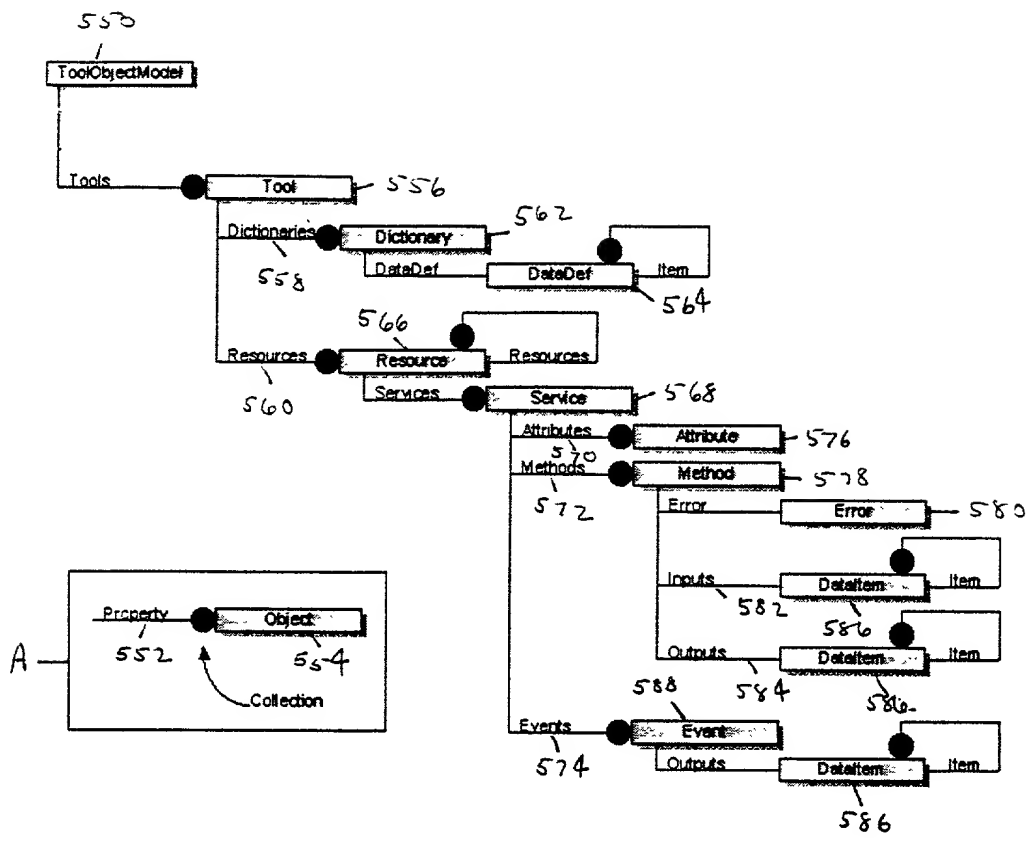 550
ToolObjectModel
Tools Tool 556
Dictionaries Dictionary 562
558 DataDef DataDef Item
564
566
Resources Resource Resources
560 Services Service 568
Attributes Attribute 576
570
Methods Method 578
572 Error Error 580
Inputs DataItem Item
582 586
Outputs DataItem Item
584 586
588
Events Event
574 Outputs DataItem Item
586
Property Object
552 554
A
Collection